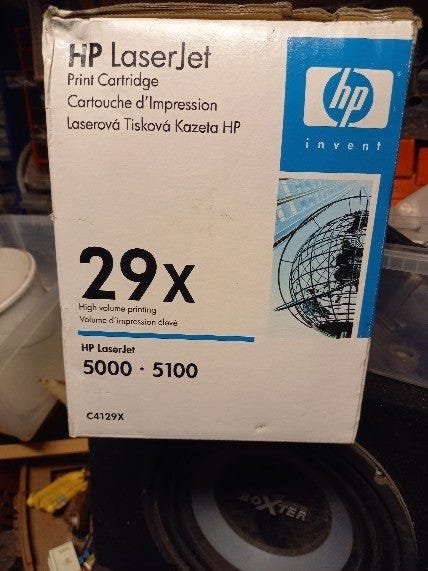 HP LaserJet
Print Cartridge
Cartouche d'Impression
Laserová Tisková Kazeta HP
hp
invent
29x
High volume printing
Volume d'impression élevé
HP LaserJet
5000 · 5100
C4129X
BOXTER